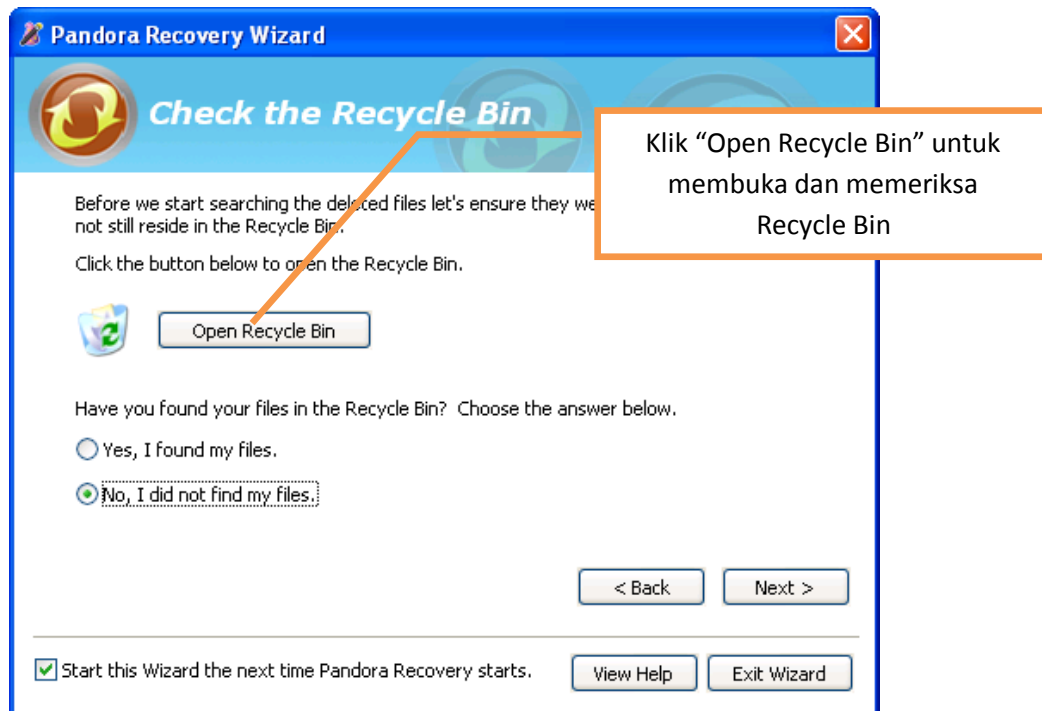 Pandora Recovery Wizard
Check the Recycle Bin
Klik “Open Recycle Bin” untuk
membuka dan memeriksa
Recycle Bin
Before we start searching the deleted files let's ensure they we
not still reside in the Recycle Bin.
Click the button below to open the Recycle Bin.
Open Recycle Bin
Have you found your files in the Recycle Bin? Choose the answer below.
Yes, I found my files.
No, I did not find my files.
< Back
Next >
Start this Wizard the next time Pandora Recovery starts.
View Help
Exit Wizard